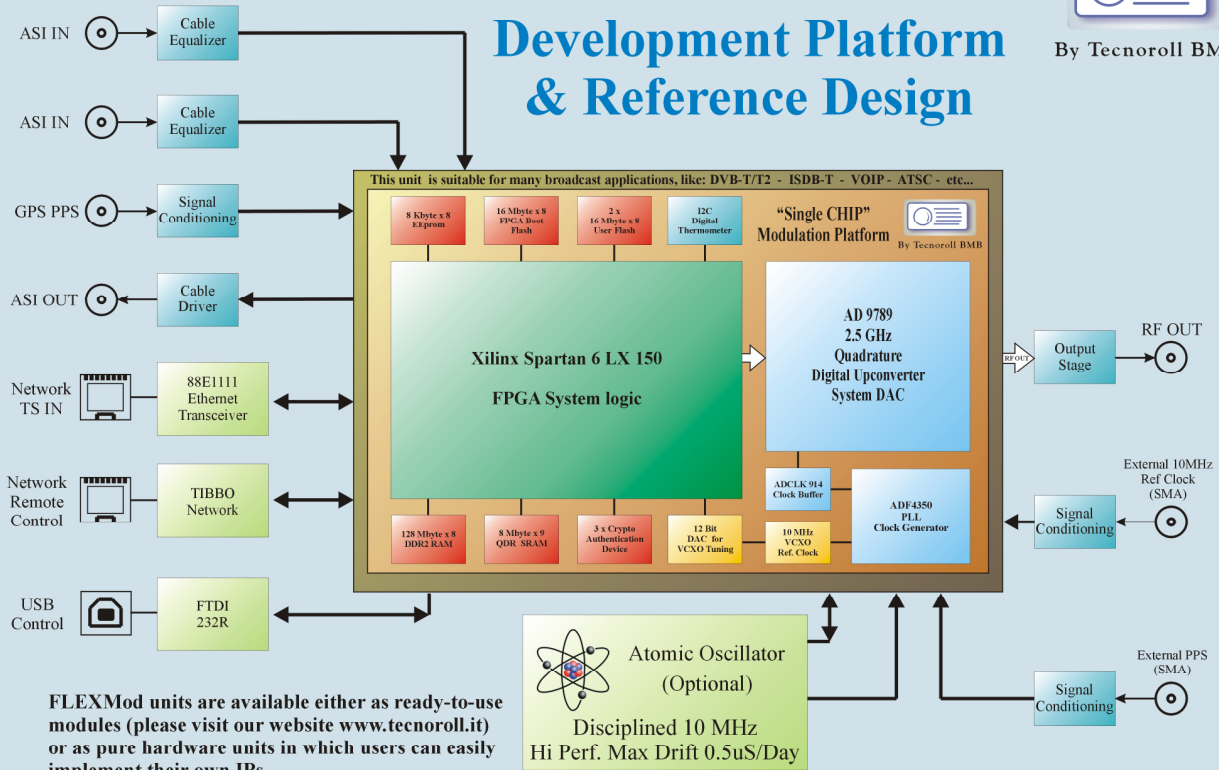 Development Platform
& Reference Design
By Tecnoroll BM
ASI IN
Cable
Equalizer
ASI IN
Cable
Equalizer
GPS PPS
Signal
Conditioning
ASI OUT
Cable
Driver
Network
TS IN
88E1111
Ethernet
Transceiver
Network
Remote
Control
TIBBO
Network
USB
Control
FTDI
232R
This unit is suitable for many broadcast applications, like: DVB-T/T2 - ISDB-T - VOIP - ATSC - etc...
8 Kbyte x 8
EEprom
16 Mbyte x 8
FPGA Boot
Flash
2 x
16 Mbyte x 8
User Flash
I2C
Digital
Thermometer
“Single CHIP”
Modulation Platform
By Tecnoroll BMB
Xilinx Spartan 6 LX 150
FPGA System logic
AD 9789
2.5 GHz
Quadrature
Digital Upconverter
System DAC
128 Mbyte x 8
DDR2 RAM
8 Mbyte x 9
QDR SRAM
3 x Crypto
Authentication
Device
12 Bit
DAC for
VCXO Tuning
10 MHz
VCXO
Ref. Clock
ADCLK 914
Clock Buffer
ADF4350
PLL
Clock Generator
RF OUT
Output
Stage
RF OUT
External 10MHz
Ref Clock
(SMA)
Signal
Conditioning
External PPS
(SMA)
Signal
Conditioning
Atomic Oscillator
(Optional)
Disciplined 10 MHz
Hi Perf. Max Drift 0.5uS/Day
FLEXMod units are available either as ready-to-use
modules (please visit our website www.tecnoroll.it)
or as pure hardware units in which users can easily
implement their own IPs